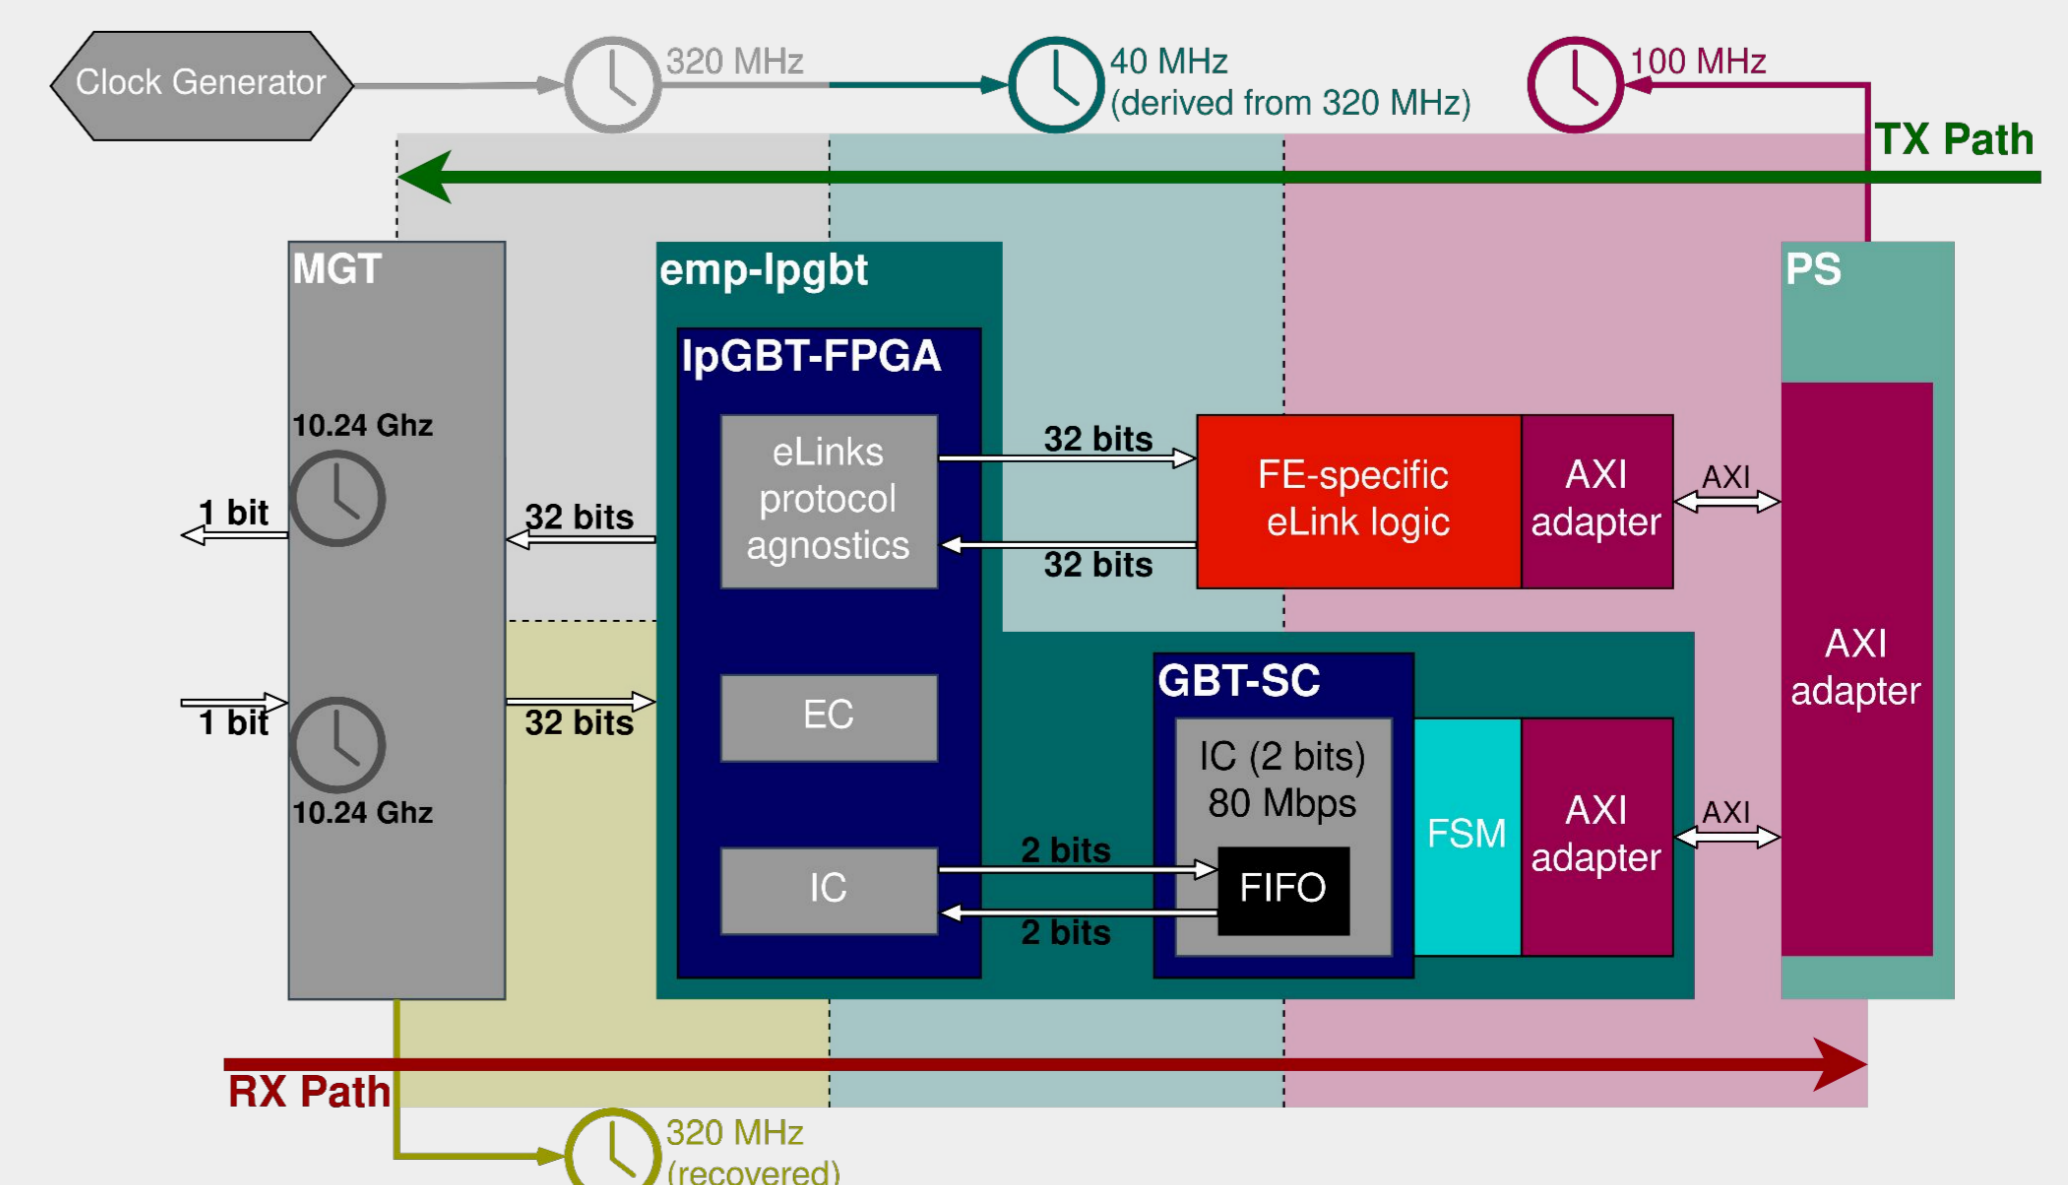 Clock Generator
320 MHz
40 MHz
(derived from 320 MHz)
100 MHz
TX Path
MGT
emp-lpgbt
PS
lpGBT-FPGA
10.24 Ghz
eLinks
protocol
agnostics
32 bits
32 bits
FE-specific
eLink logic
AXI
adapter
AXI
1 bit
32 bits
AXI
adapter
1 bit
32 bits
EC
GBT-SC
IC (2 bits)
80 Mbps
FIFO
FSM
AXI
adapter
AXI
10.24 Ghz
IC
2 bits
2 bits
RX Path
320 MHz
(recovered)